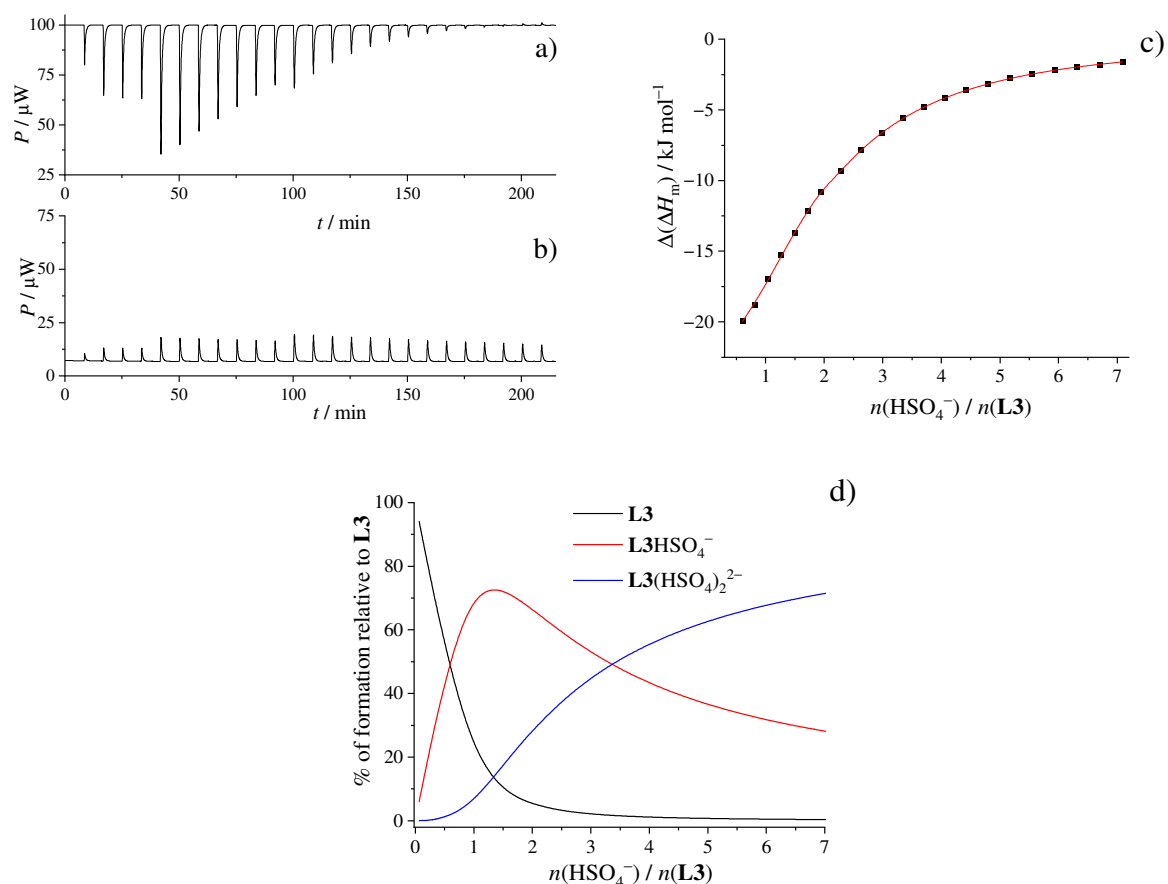 a)
P / μW
100
75
50
25
0 50 100 150 200
t / min
b)
P / μW
75
50
25
0
0 50 100 150 200
t / min
c)
Δ(ΔHm) / kJ mol−1
0
−5
−10
−15
−20
1 2 3 4 5 6 7
n(HSO4−) / n(L3)
d)
% of formation relative to L3
100
80
60
40
20
0
L3
L3HSO4−
L3(HSO4)22−
0 1 2 3 4 5 6 7
n(HSO4−) / n(L3)